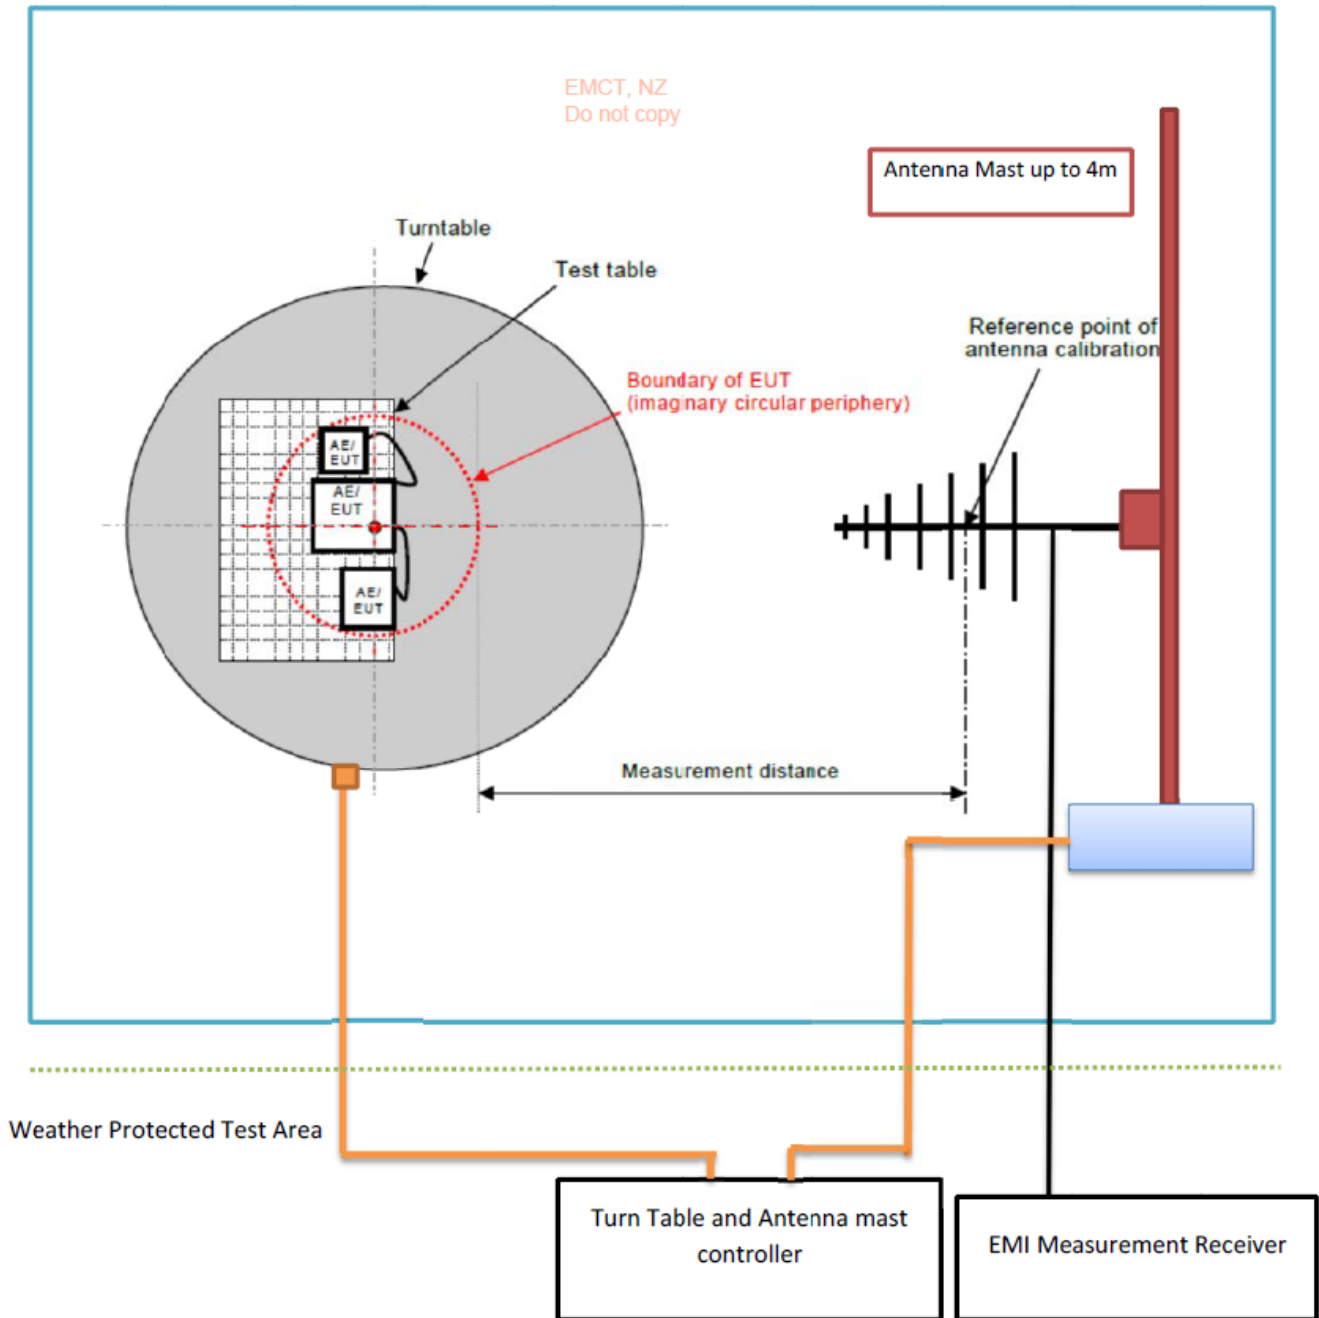 EMCT, NZ
Do not copy
Antenna Mast up to 4m
Turntable
Test table
Reference point of
antenna calibration
Boundary of EUT
(imaginary circular periphery)
AE/
EUT
AE/
EUT
AE/
EUT
Measurement distance
Weather Protected Test Area
Turn Table and Antenna mast
controller
EMI Measurement Receiver